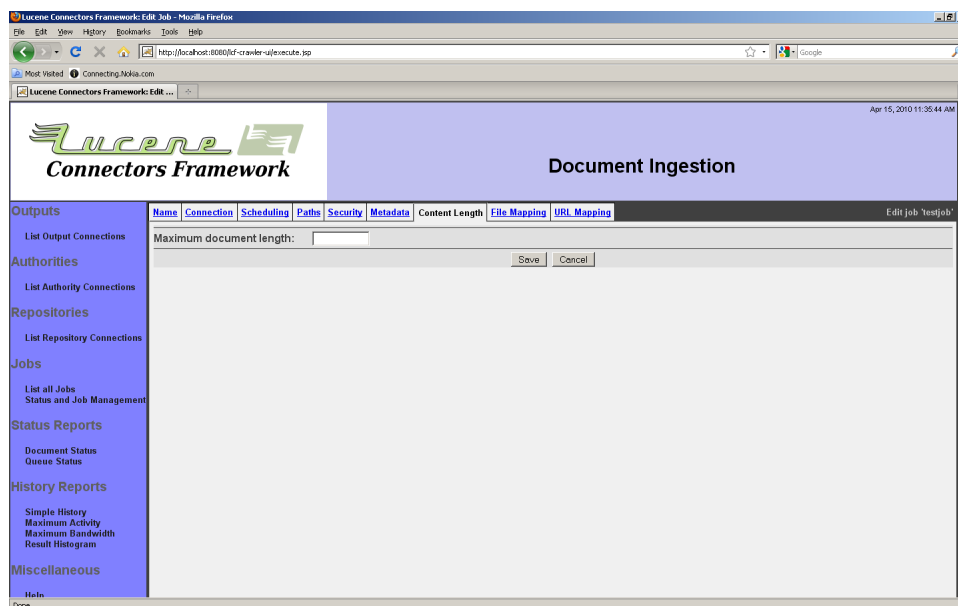 Lucene Connectors Framework: Edit Job - Mozilla Firefox
File Edit View History Bookmarks Tools Help
http://localhost:8080/lcf-crawler-ui/execute.jsp
Google
Most Visited Connecting.Nokia.com
Lucene Connectors Framework: Edit ...
Apr 15, 2010 11:35:44 AM
Lucene
Connectors Framework
Document Ingestion
Outputs
Name Connection Scheduling Paths Security Metadata Content Length File Mapping URL Mapping
Edit job 'testjob'
List Output Connections
Maximum document length:
Save Cancel
Authorities
List Authority Connections
Repositories
List Repository Connections
Jobs
List all Jobs
Status and Job Management
Status Reports
Document Status
Queue Status
History Reports
Simple History
Maximum Activity
Maximum Bandwidth
Result Histogram
Miscellaneous
Help
Done